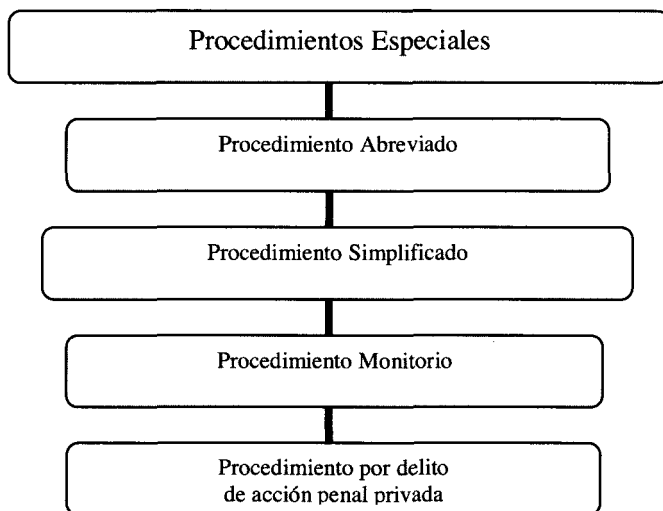 Procedimientos Especiales
Procedimiento Abreviado
Procedimiento Simplificado
Procedimiento Monitorio
Procedimiento por delito
de acción penal privada